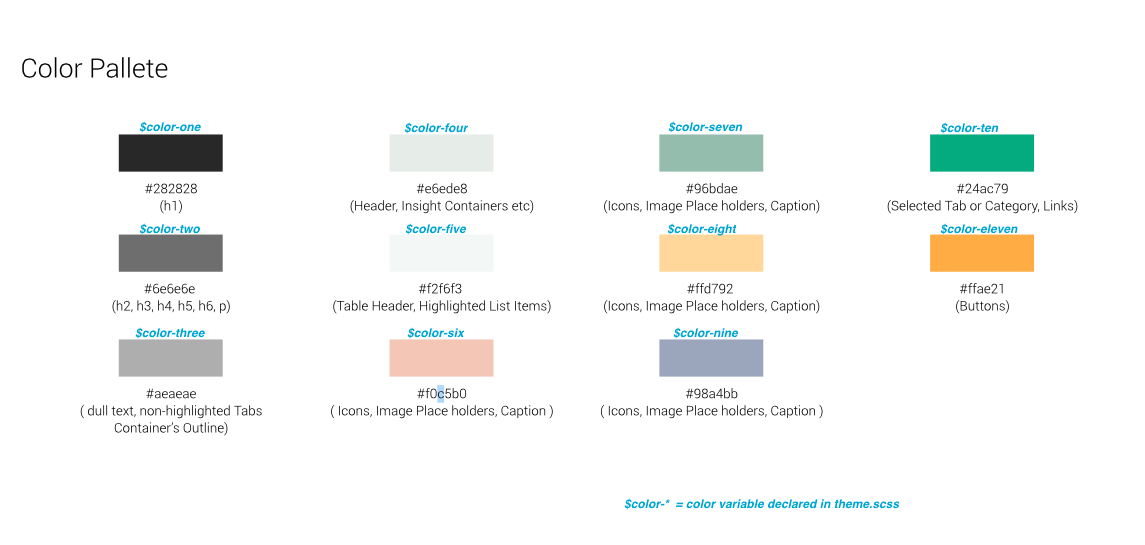 Color Pallete
$color-one
#282828
(h1)
$color-four
#e6ede8
(Header, Insight Containers etc)
$color-seven
#96bdae
(Icons, Image Place holders, Caption)
$color-ten
#24ac79
(Selected Tab or Category, Links)
$color-two
#6e6e6e
(h2, h3, h4, h5, h6, p)
$color-five
#f2f6f3
(Table Header, Highlighted List Items)
$color-eight
#ffd792
(Icons, Image Place holders, Caption)
$color-eleven
#ffae21
(Buttons)
$color-three
#aeaeae
( dull text, non-highlighted Tabs
Container's Outline)
$color-six
#f0c5b0
( Icons, Image Place holders, Caption )
$color-nine
#98a4bb
( Icons, Image Place holders, Caption )
$color-* = color variable declared in theme.scss